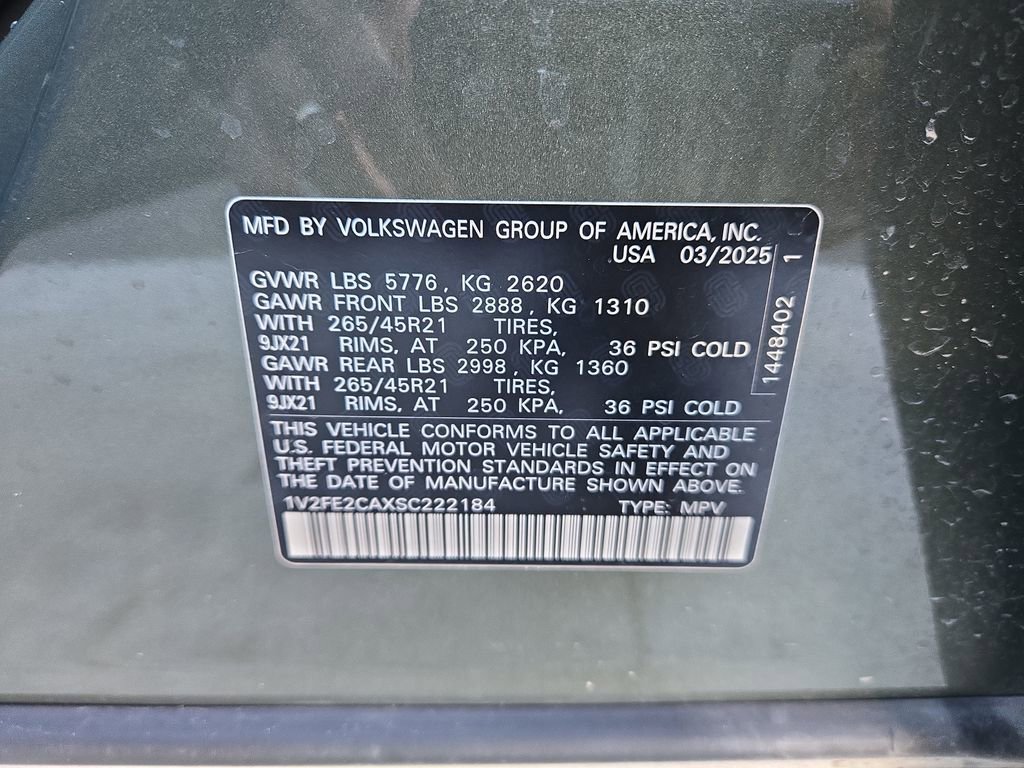 MFD BY VOLKSWAGEN GROUP OF AMERICA, INC.
USA 03/2025
GVWR LBS 5776, KG 2620
GAWR FRONT LBS 2888, KG 1310
WITH 265/45R21 TIRES,
9JX21 RIMS, AT 250 KPA, 36 PSI COLD
GAWR REAR LBS 2998, KG 1360
WITH 265/45R21 TIRES,
9JX21 RIMS, AT 250 KPA, 36 PSI COLD
1448402 1
THIS VEHICLE CONFORMS TO ALL APPLICABLE
U.S. FEDERAL MOTOR VEHICLE SAFETY AND
THEFT PREVENTION STANDARDS IN EFFECT ON
THE DATE OF MANUFACTURE SHOWN ABOVE.
1V2FE2CAXSC222184 TYPE: MPV